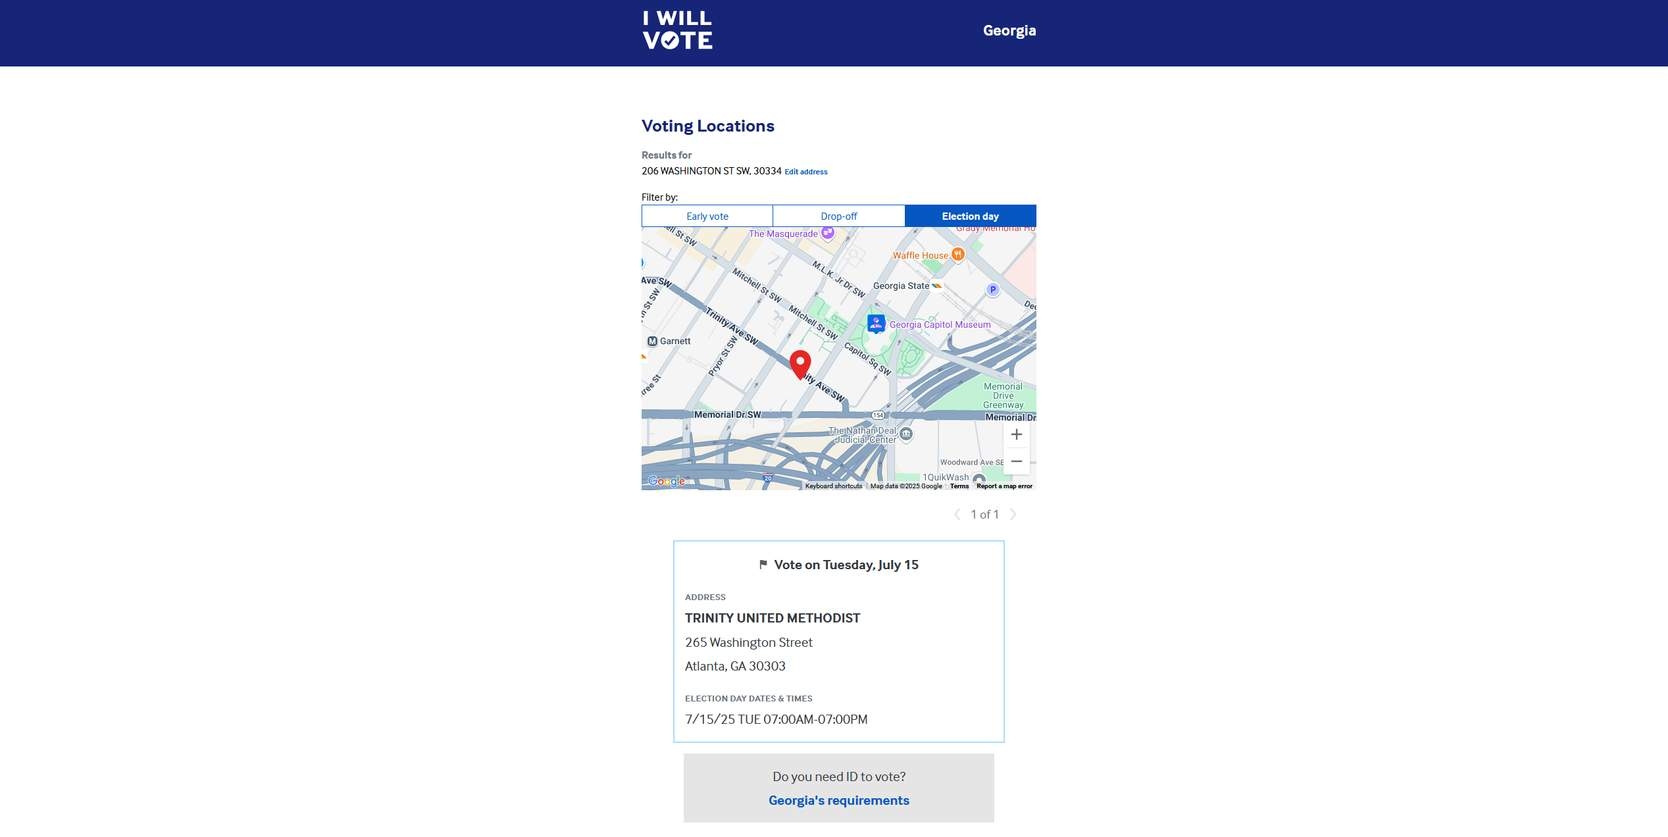 I WILL
VOTE
Georgia
Voting Locations
Results for
206 WASHINGTON ST SW, 30334 Edit address
Filter by:
Early vote
Drop-off
Election day
The Masquerade
Waffle House
M.L.K. Jr Dr SW
Mitchell St SW
Georgia State
P
Trinity Ave SW
Mitchell St SW
Georgia Capitol Museum
M Garnett
Pryor St SW
Capitol Sq SW
Memorial
Drive
Greenway
Memorial Dr SW
154
Memorial Dr
The Nathan Deal
Judicial Center
+
Woodward Ave SE
−
1QuikWash
20
Google
Keyboard shortcuts
Map data ©2025 Google
Terms
Report a map error
1 of 1
Vote on Tuesday, July 15
ADDRESS
TRINITY UNITED METHODIST
265 Washington Street
Atlanta, GA 30303
ELECTION DAY DATES & TIMES
7/15/25 TUE 07:00AM-07:00PM
Do you need ID to vote?
Georgia's requirements